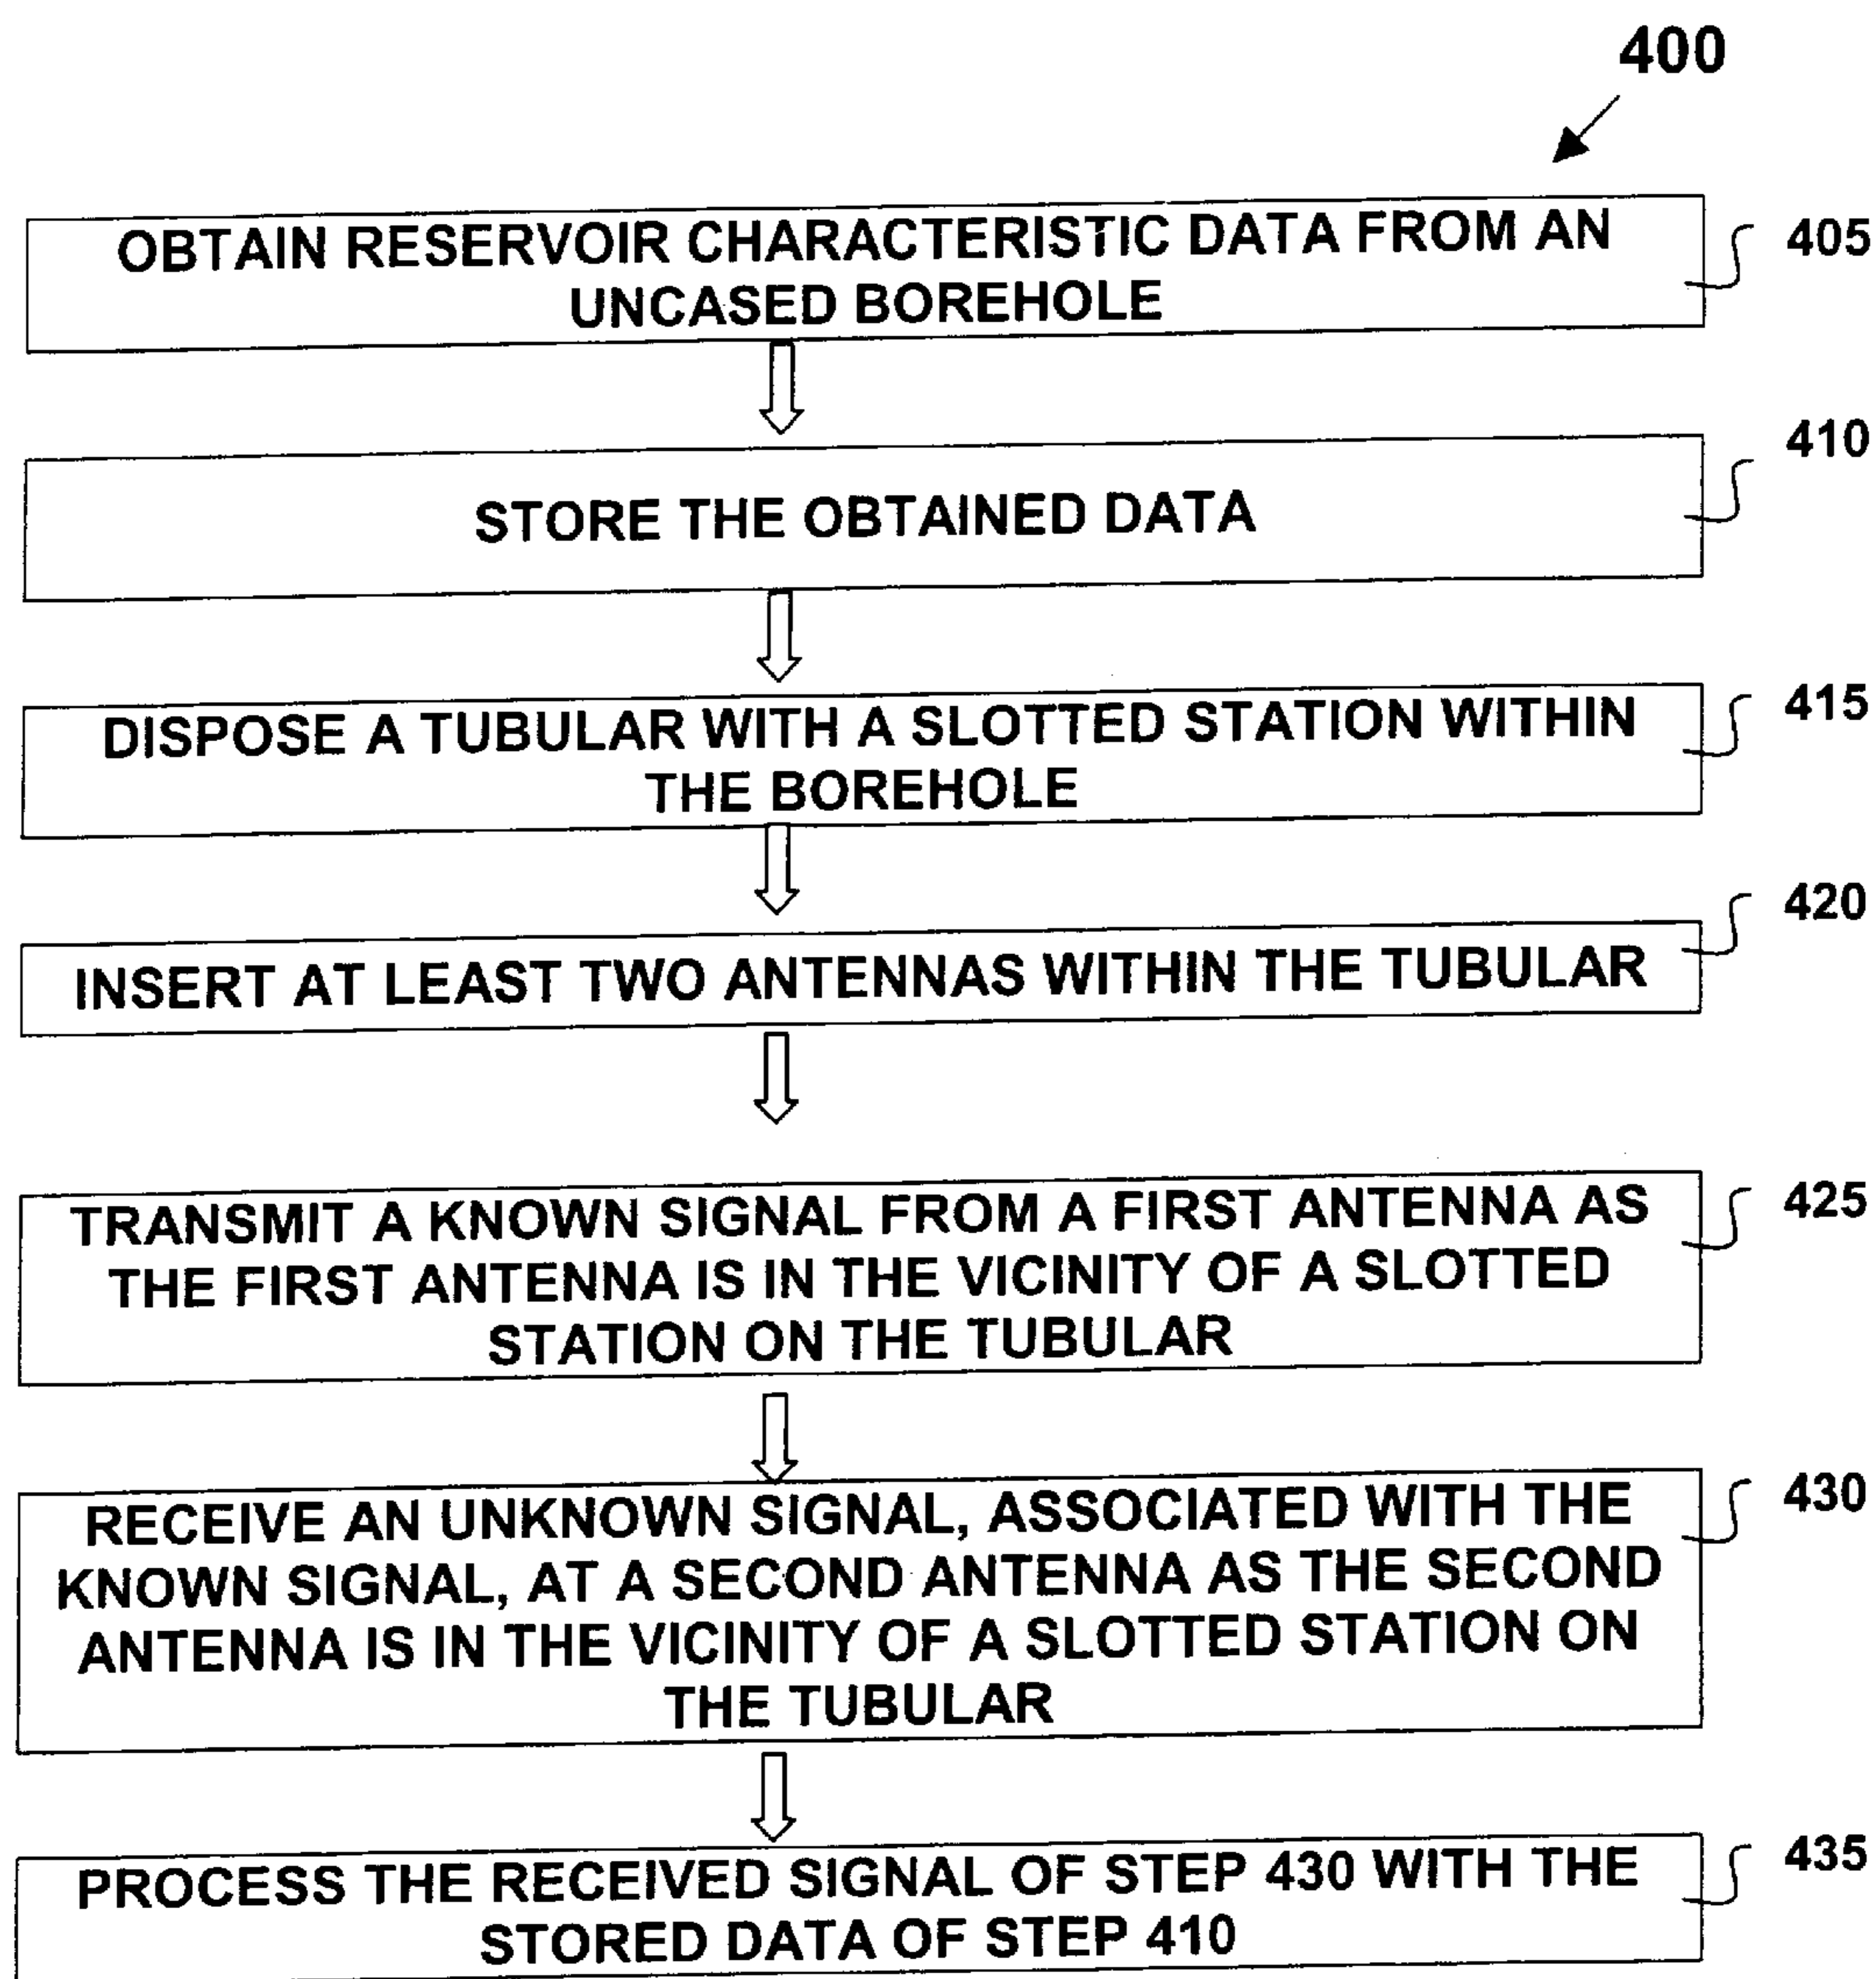 400
OBTAIN RESERVOIR CHARACTERISTIC DATA FROM AN
UNCASED BOREHOLE
405
STORE THE OBTAINED DATA
410
DISPOSE A TUBULAR WITH A SLOTTED STATION WITHIN
THE BOREHOLE
415
INSERT AT LEAST TWO ANTENNAS WITHIN THE TUBULAR
420
TRANSMIT A KNOWN SIGNAL FROM A FIRST ANTENNA AS
THE FIRST ANTENNA IS IN THE VICINITY OF A SLOTTED
STATION ON THE TUBULAR
425
RECEIVE AN UNKNOWN SIGNAL, ASSOCIATED WITH THE
KNOWN SIGNAL, AT A SECOND ANTENNA AS THE SECOND
ANTENNA IS IN THE VICINITY OF A SLOTTED STATION ON
THE TUBULAR
430
PROCESS THE RECEIVED SIGNAL OF STEP 430 WITH THE
STORED DATA OF STEP 410
435